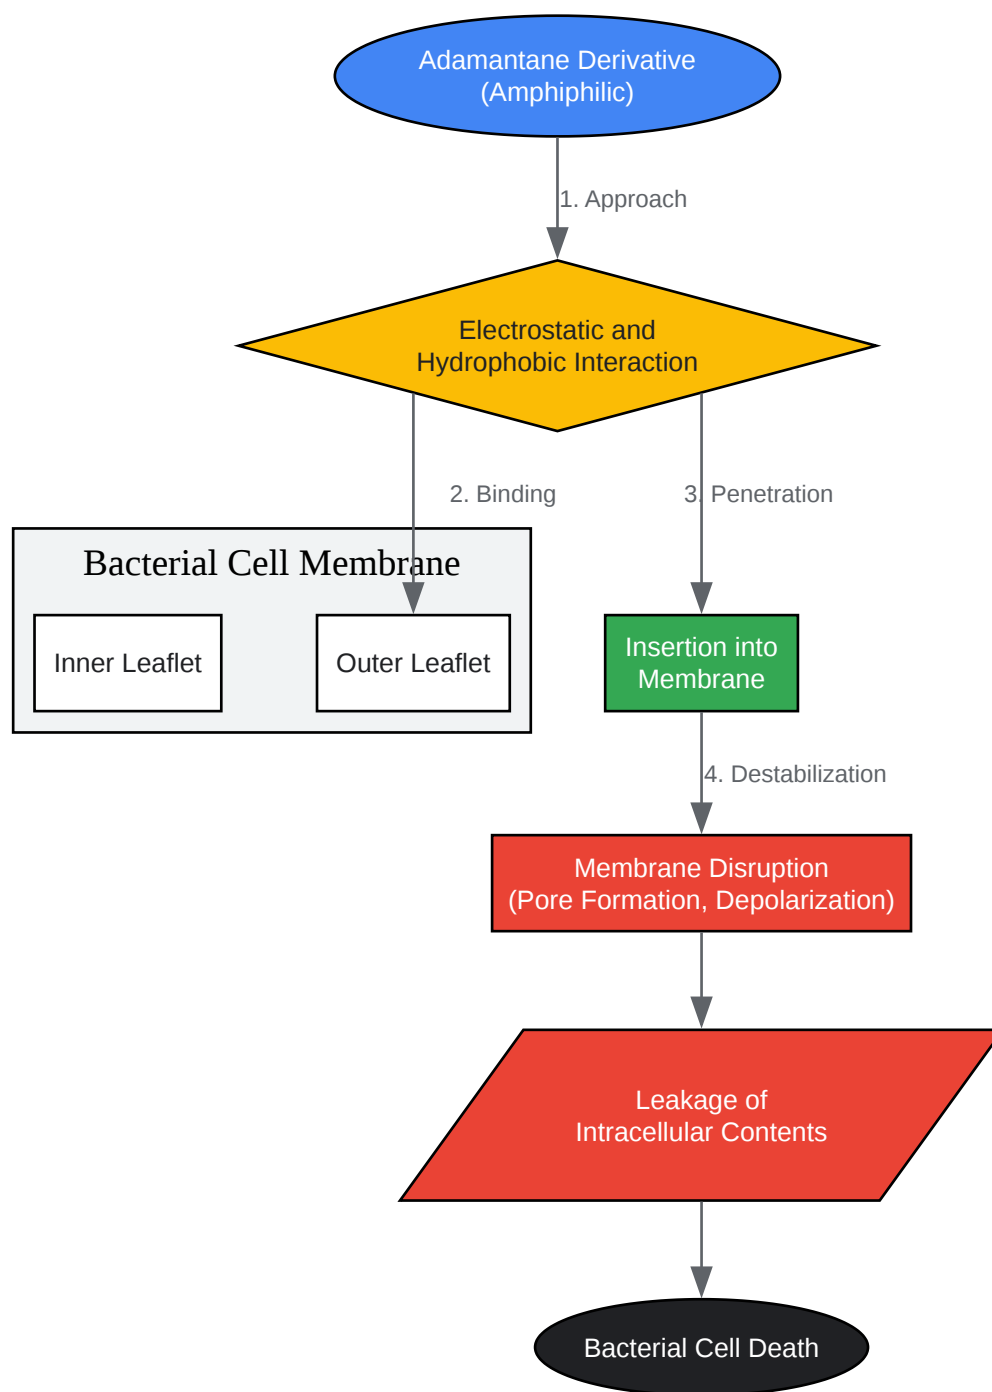 Adamantane Derivative
(Amphiphilic)
1. Approach
Electrostatic and
Hydrophobic Interaction
2. Binding
3. Penetration
Bacterial Cell Membrane
Inner Leaflet
Outer Leaflet
Insertion into
Membrane
4. Destabilization
Membrane Disruption
(Pore Formation, Depolarization)
Leakage of
Intracellular Contents
Bacterial Cell Death